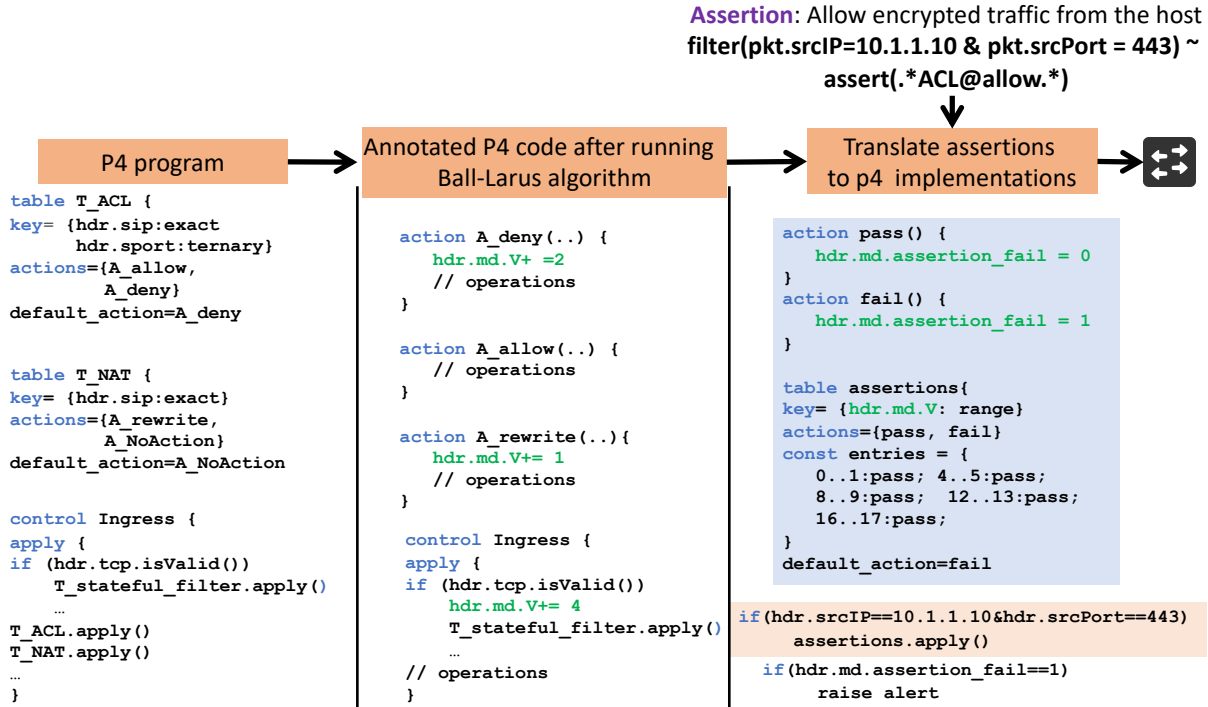 Assertion: Allow encrypted traffic from the host
filter(pkt.srcIP=10.1.1.10 & pkt.srcPort = 443) ~
assert(.*ACL@allow.*)
P4 program
table T_ACL {
key= {hdr.sip:exact
hdr.sport:ternary}
actions={A_allow,
A_deny}
default_action=A_deny
table T_NAT {
key= {hdr.sip:exact}
actions={A_rewrite,
A_NoAction}
default_action=A_NoAction
control Ingress {
apply {
if (hdr.tcp.isValid())
T_stateful_filter.apply()
…
T_ACL.apply()
T_NAT.apply()
…
}
Annotated P4 code after running
Ball-Larus algorithm
action A_deny(..) {
hdr.md.V+ =2
// operations
}
action A_allow(..) {
// operations
}
action A_rewrite(..){
hdr.md.V+= 1
// operations
}
control Ingress {
apply {
if (hdr.tcp.isValid())
hdr.md.V+= 4
T_stateful_filter.apply()
…
// operations
}
Translate assertions
to p4 implementations
action pass() {
hdr.md.assertion_fail = 0
}
action fail() {
hdr.md.assertion_fail = 1
}
table assertions{
key= {hdr.md.V: range}
actions={pass, fail}
const entries = {
0..1:pass; 4..5:pass;
8..9:pass; 12..13:pass;
16..17:pass;
}
default_action=fail
if(hdr.srcIP==10.1.1.10&hdr.srcPort==443)
assertions.apply()
if(hdr.md.assertion_fail==1)
raise alert